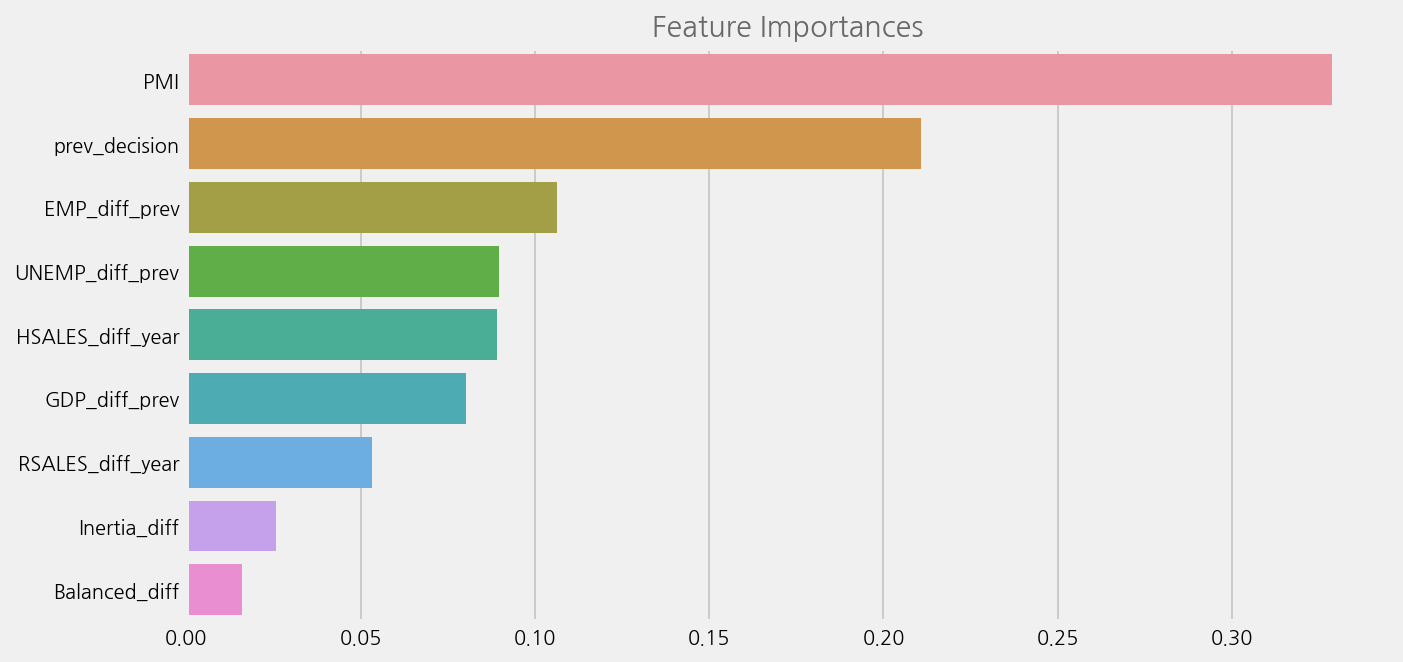 Feature Importances
PMI
prev_decision
EMP_diff_prev
UNEMP_diff_prev
HSALES_diff_year
GDP_diff_prev
RSALES_diff_year
Inertia_diff
Balanced_diff
0.00 0.05 0.10 0.15 0.20 0.25 0.30